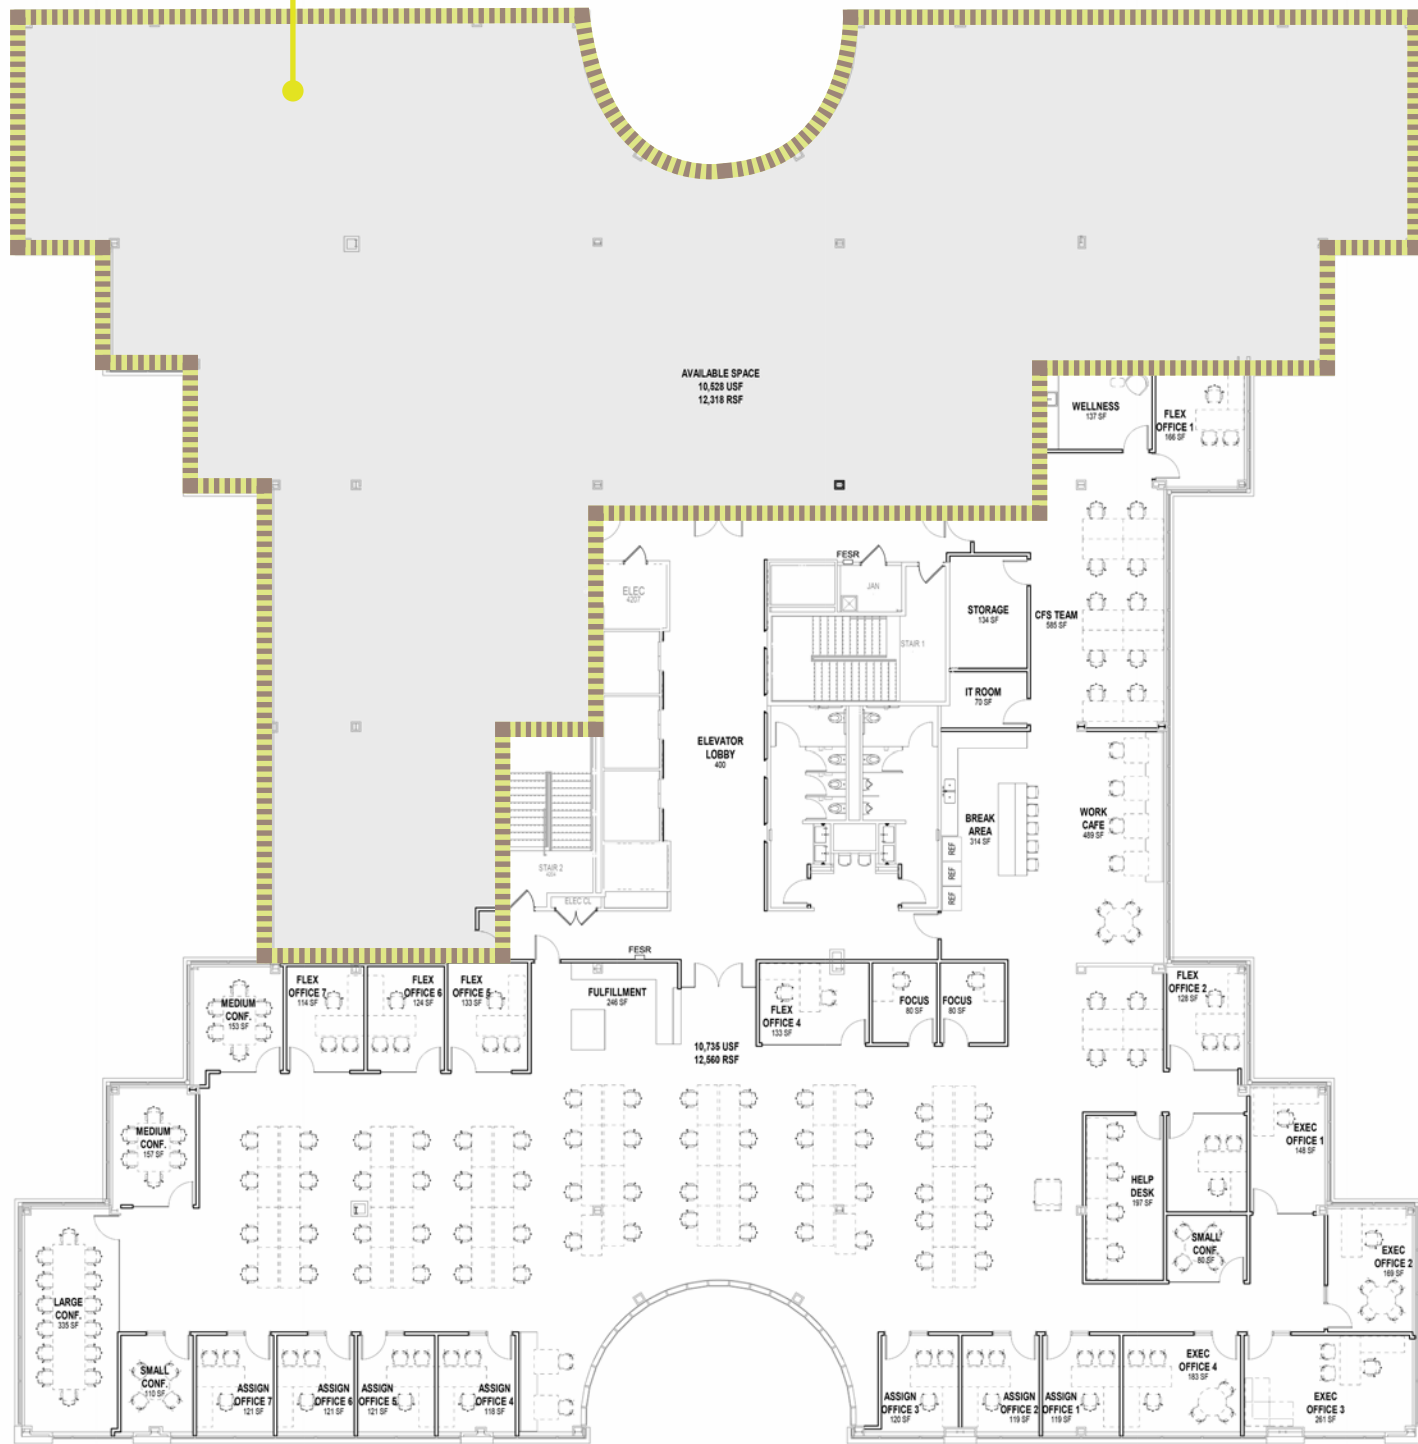 AVAILABLE SPACE
10,528 USF
12,318 RSF
WELLNESS
137 SF
FLEX
OFFICE 1
166 SF
FESR
ELEC
4207
JAN
STORAGE
134 SF
CFS TEAM
585 SF
STAIR 1
IT ROOM
70 SF
ELEVATOR
LOBBY
400
BREAK
AREA
314 SF
WORK
CAFE
489 SF
REF
REF
REF
STAIR 2
ELEC CL
FESR
MEDIUM
CONF.
153 SF
FLEX
OFFICE 7
114 SF
FLEX
OFFICE 6
124 SF
FLEX
OFFICE 5
133 SF
FULFILLMENT
246 SF
FLEX
OFFICE 4
133 SF
FOCUS
80 SF
FOCUS
80 SF
FLEX
OFFICE 2
128 SF
10,735 USF
12,560 RSF
MEDIUM
CONF.
157 SF
EXEC
OFFICE 1
148 SF
HELP
DESK
197 SF
SMALL
CONF.
80 SF
EXEC
OFFICE 2
169 SF
LARGE
CONF.
335 SF
SMALL
CONF.
110 SF
ASSIGN
OFFICE 7
121 SF
ASSIGN
OFFICE 6
121 SF
ASSIGN
OFFICE 5
121 SF
ASSIGN
OFFICE 4
118 SF
ASSIGN
OFFICE 3
120 SF
ASSIGN
OFFICE 2
119 SF
ASSIGN
OFFICE 1
119 SF
EXEC
OFFICE 4
183 SF
EXEC
OFFICE 3
261 SF